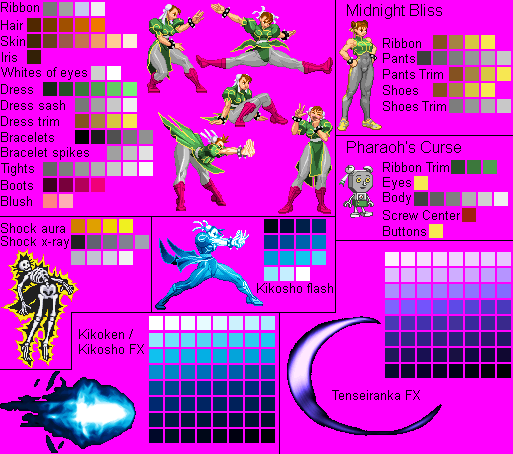 Ribbon
Hair
Skin
Iris
Whites of eyes
Dress
Dress sash
Dress trim
Bracelets
Bracelet spikes
Tights
Boots
Blush
Midnight Bliss
Ribbon
Pants
Pants Trim
Shoes
Shoes Trim
Pharaoh's Curse
Ribbon Trim
Eyes
Body
Screw Center
Buttons
Shock aura
Shock x-ray
Kikosho flash
Kikoken /
Kikosho FX
Tenseiranka FX